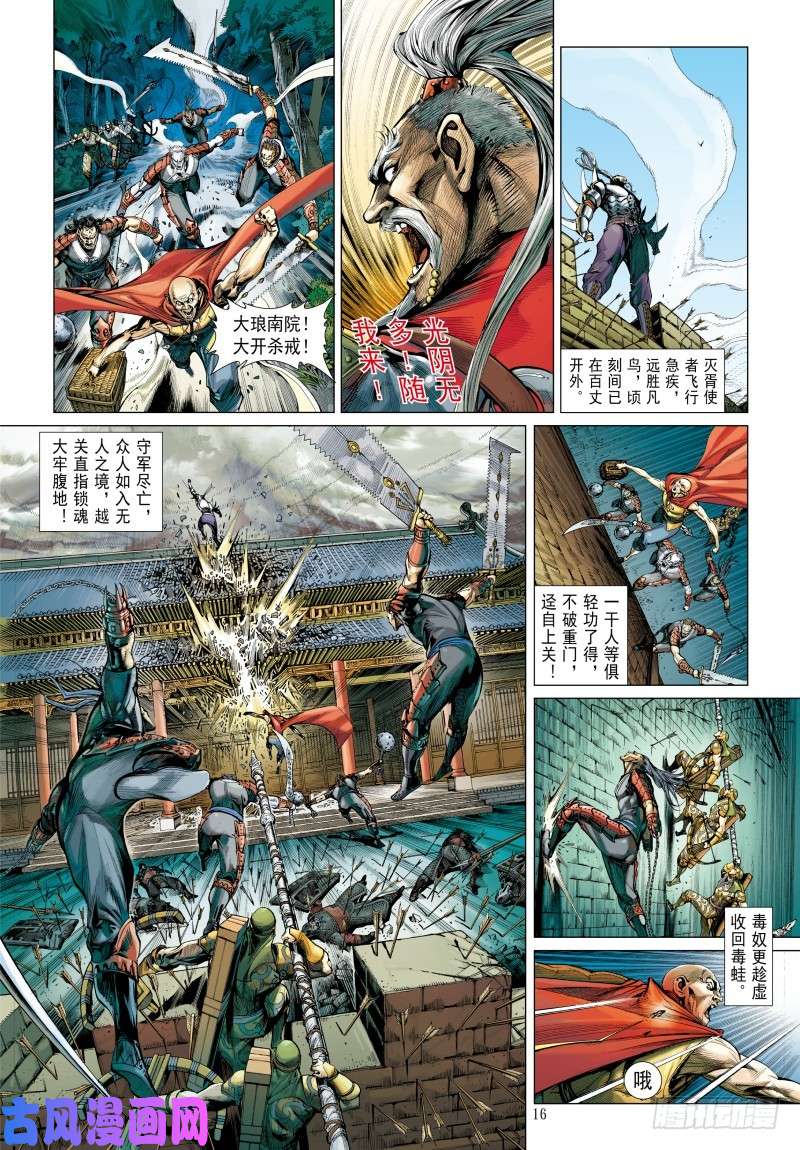 灭胥使
者飞行
急疾，
远胜凡
鸟，顷
刻间已
在百丈
开外。
光阴无
多！随
我来！
大琅南院！
大开杀戒！
一干人等俱
轻功了得，
不破重门，
迳自上关！
守军尽亡，
众人如入无
人之境，越
关直指锁魂
大牢腹地！
毒奴更趁虚
收回毒蛙。
哦
16
古风漫画网
腾讯动漫